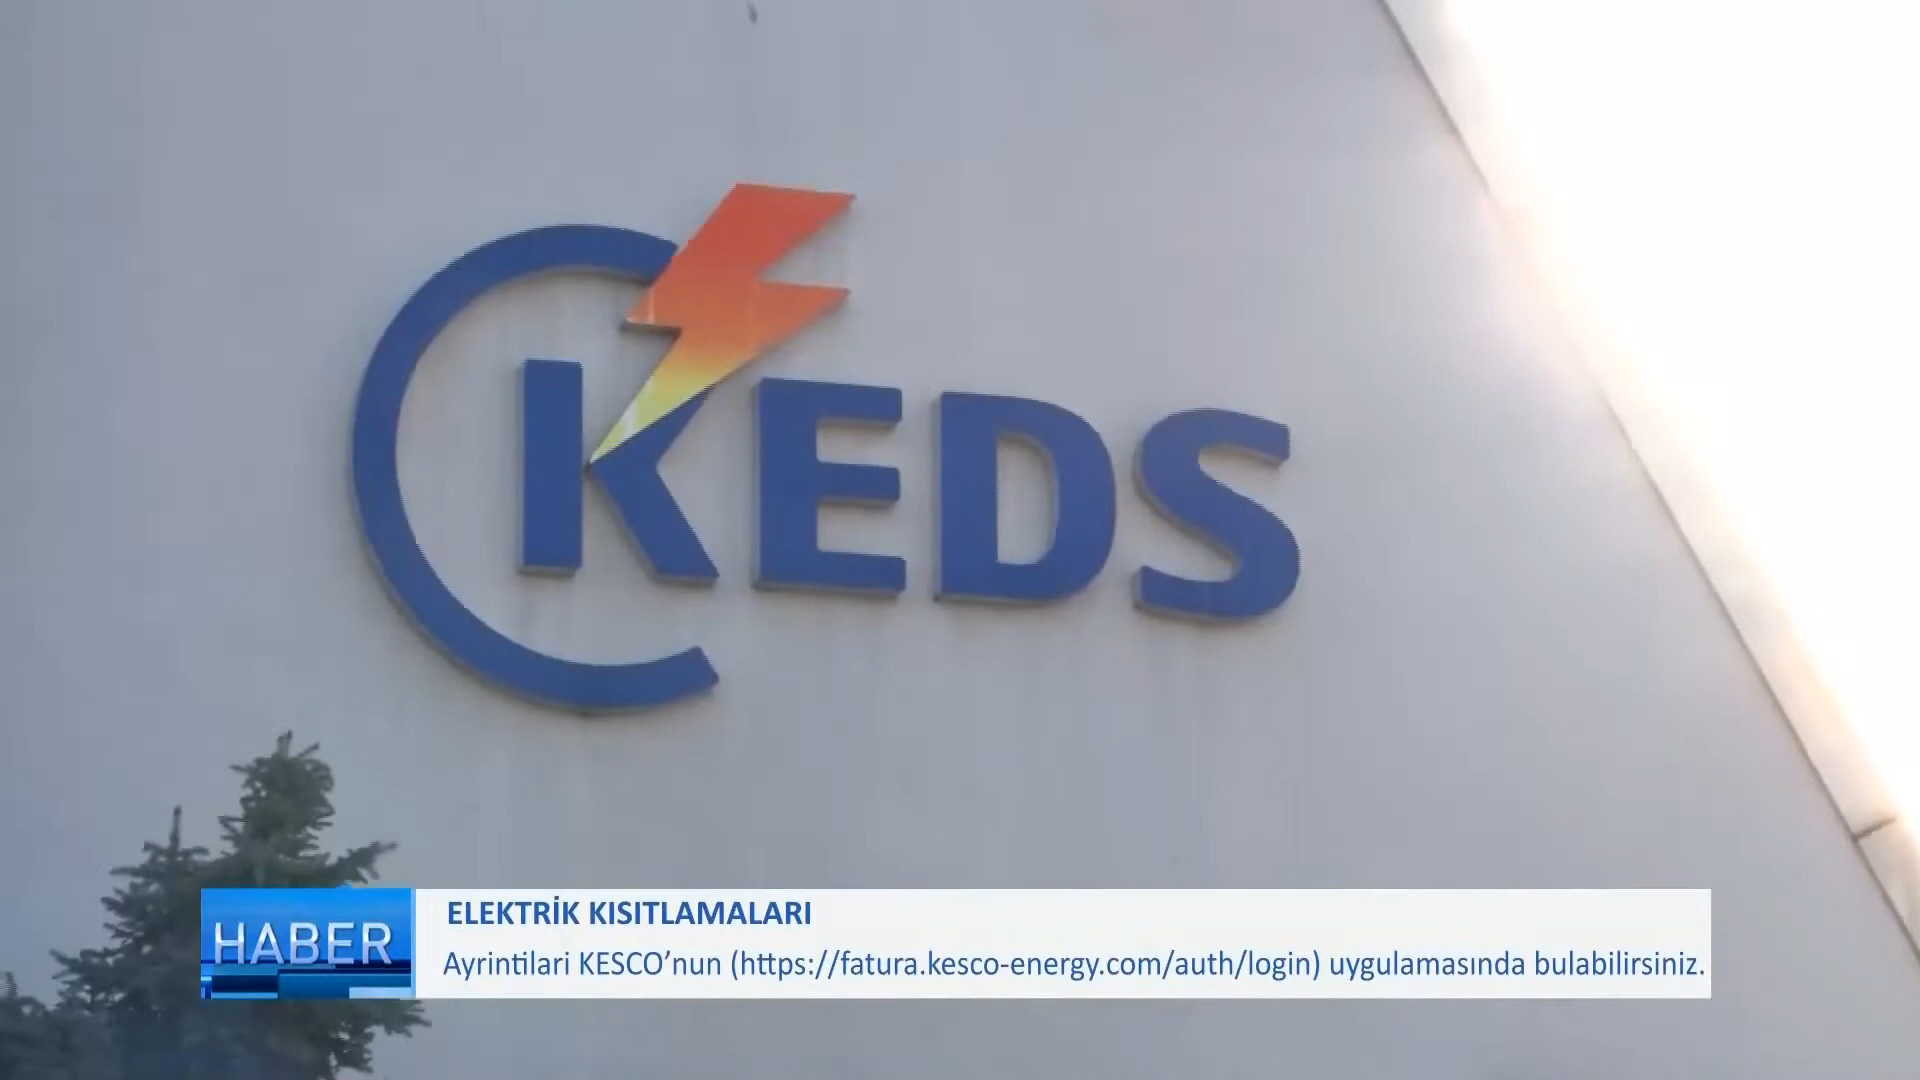 KEDS
HABER
ELEKTRİK KISITLAMALARI
Ayrintilari KESCO’nun (https://fatura.kesco-energy.com/auth/login) uygulamasında bulabilirsiniz.